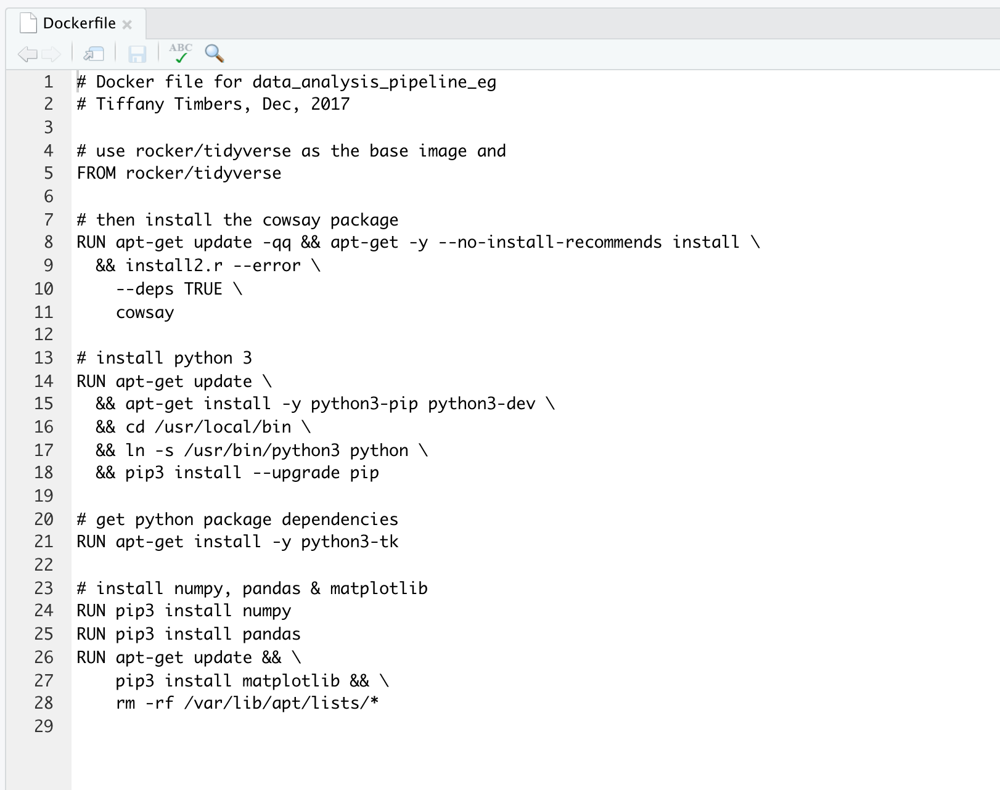 Dockerfile
ABC
1 # Docker file for data_analysis_pipeline_eg
2 # Tiffany Timbers, Dec, 2017
3
4 # use rocker/tidyverse as the base image and
5 FROM rocker/tidyverse
6
7 # then install the cowsay package
8 RUN apt-get update -qq && apt-get -y --no-install-recommends install \
9   && install2.r --error \
10     --deps TRUE \
11     cowsay
12
13 # install python 3
14 RUN apt-get update \
15   && apt-get install -y python3-pip python3-dev \
16   && cd /usr/local/bin \
17   && ln -s /usr/bin/python3 python \
18   && pip3 install --upgrade pip
19
20 # get python package dependencies
21 RUN apt-get install -y python3-tk
22
23 # install numpy, pandas & matplotlib
24 RUN pip3 install numpy
25 RUN pip3 install pandas
26 RUN apt-get update && \
27     pip3 install matplotlib && \
28     rm -rf /var/lib/apt/lists/*
29